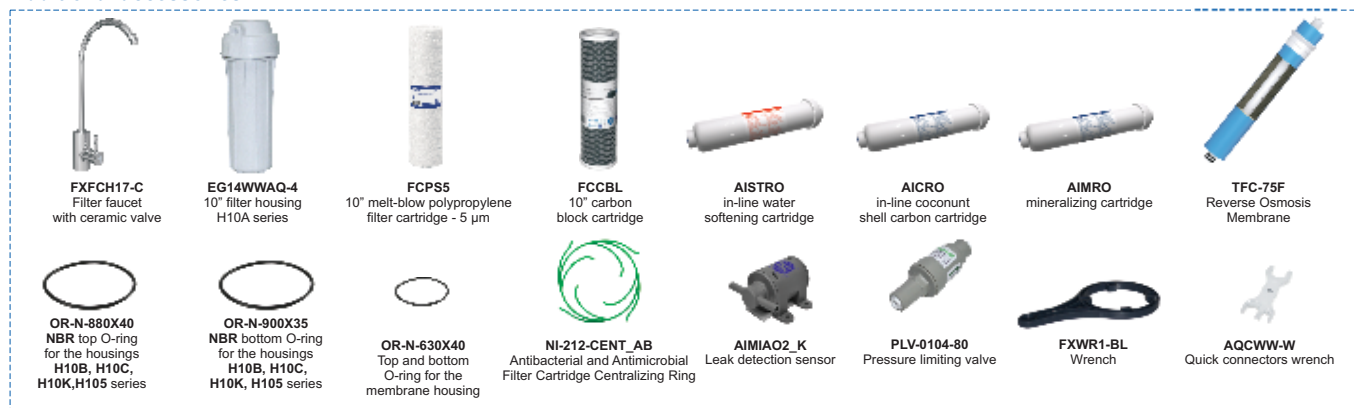 FXFCH17-C
Filter faucet
with ceramic valve
EG14WWAQ-4
10” filter housing
H10A series
FCPS5
10” melt-blow polypropylene
filter cartridge - 5 µm
FCCBL
10” carbon
block cartridge
AISTRO
in-line water
softening cartridge
AICRO
in-line coconunt
shell carbon cartridge
AIMRO
mineralizing cartridge
TFC-75F
Reverse Osmosis
Membrane
OR-N-880X40
NBR top O-ring
for the housings
H10B, H10C,
H10K,H105 series
OR-N-900X35
NBR bottom O-ring
for the housings
H10B, H10C,
H10K, H105 series
OR-N-630X40
Top and bottom
O-ring for the
membrane housing
NI-212-CENT_AB
Antibacterial and Antimicrobial
Filter Cartridge Centralizing Ring
AIMIAO2_K
Leak detection sensor
PLV-0104-80
Pressure limiting valve
FXWR1-BL
Wrench
AQCWW-W
Quick connectors wrench